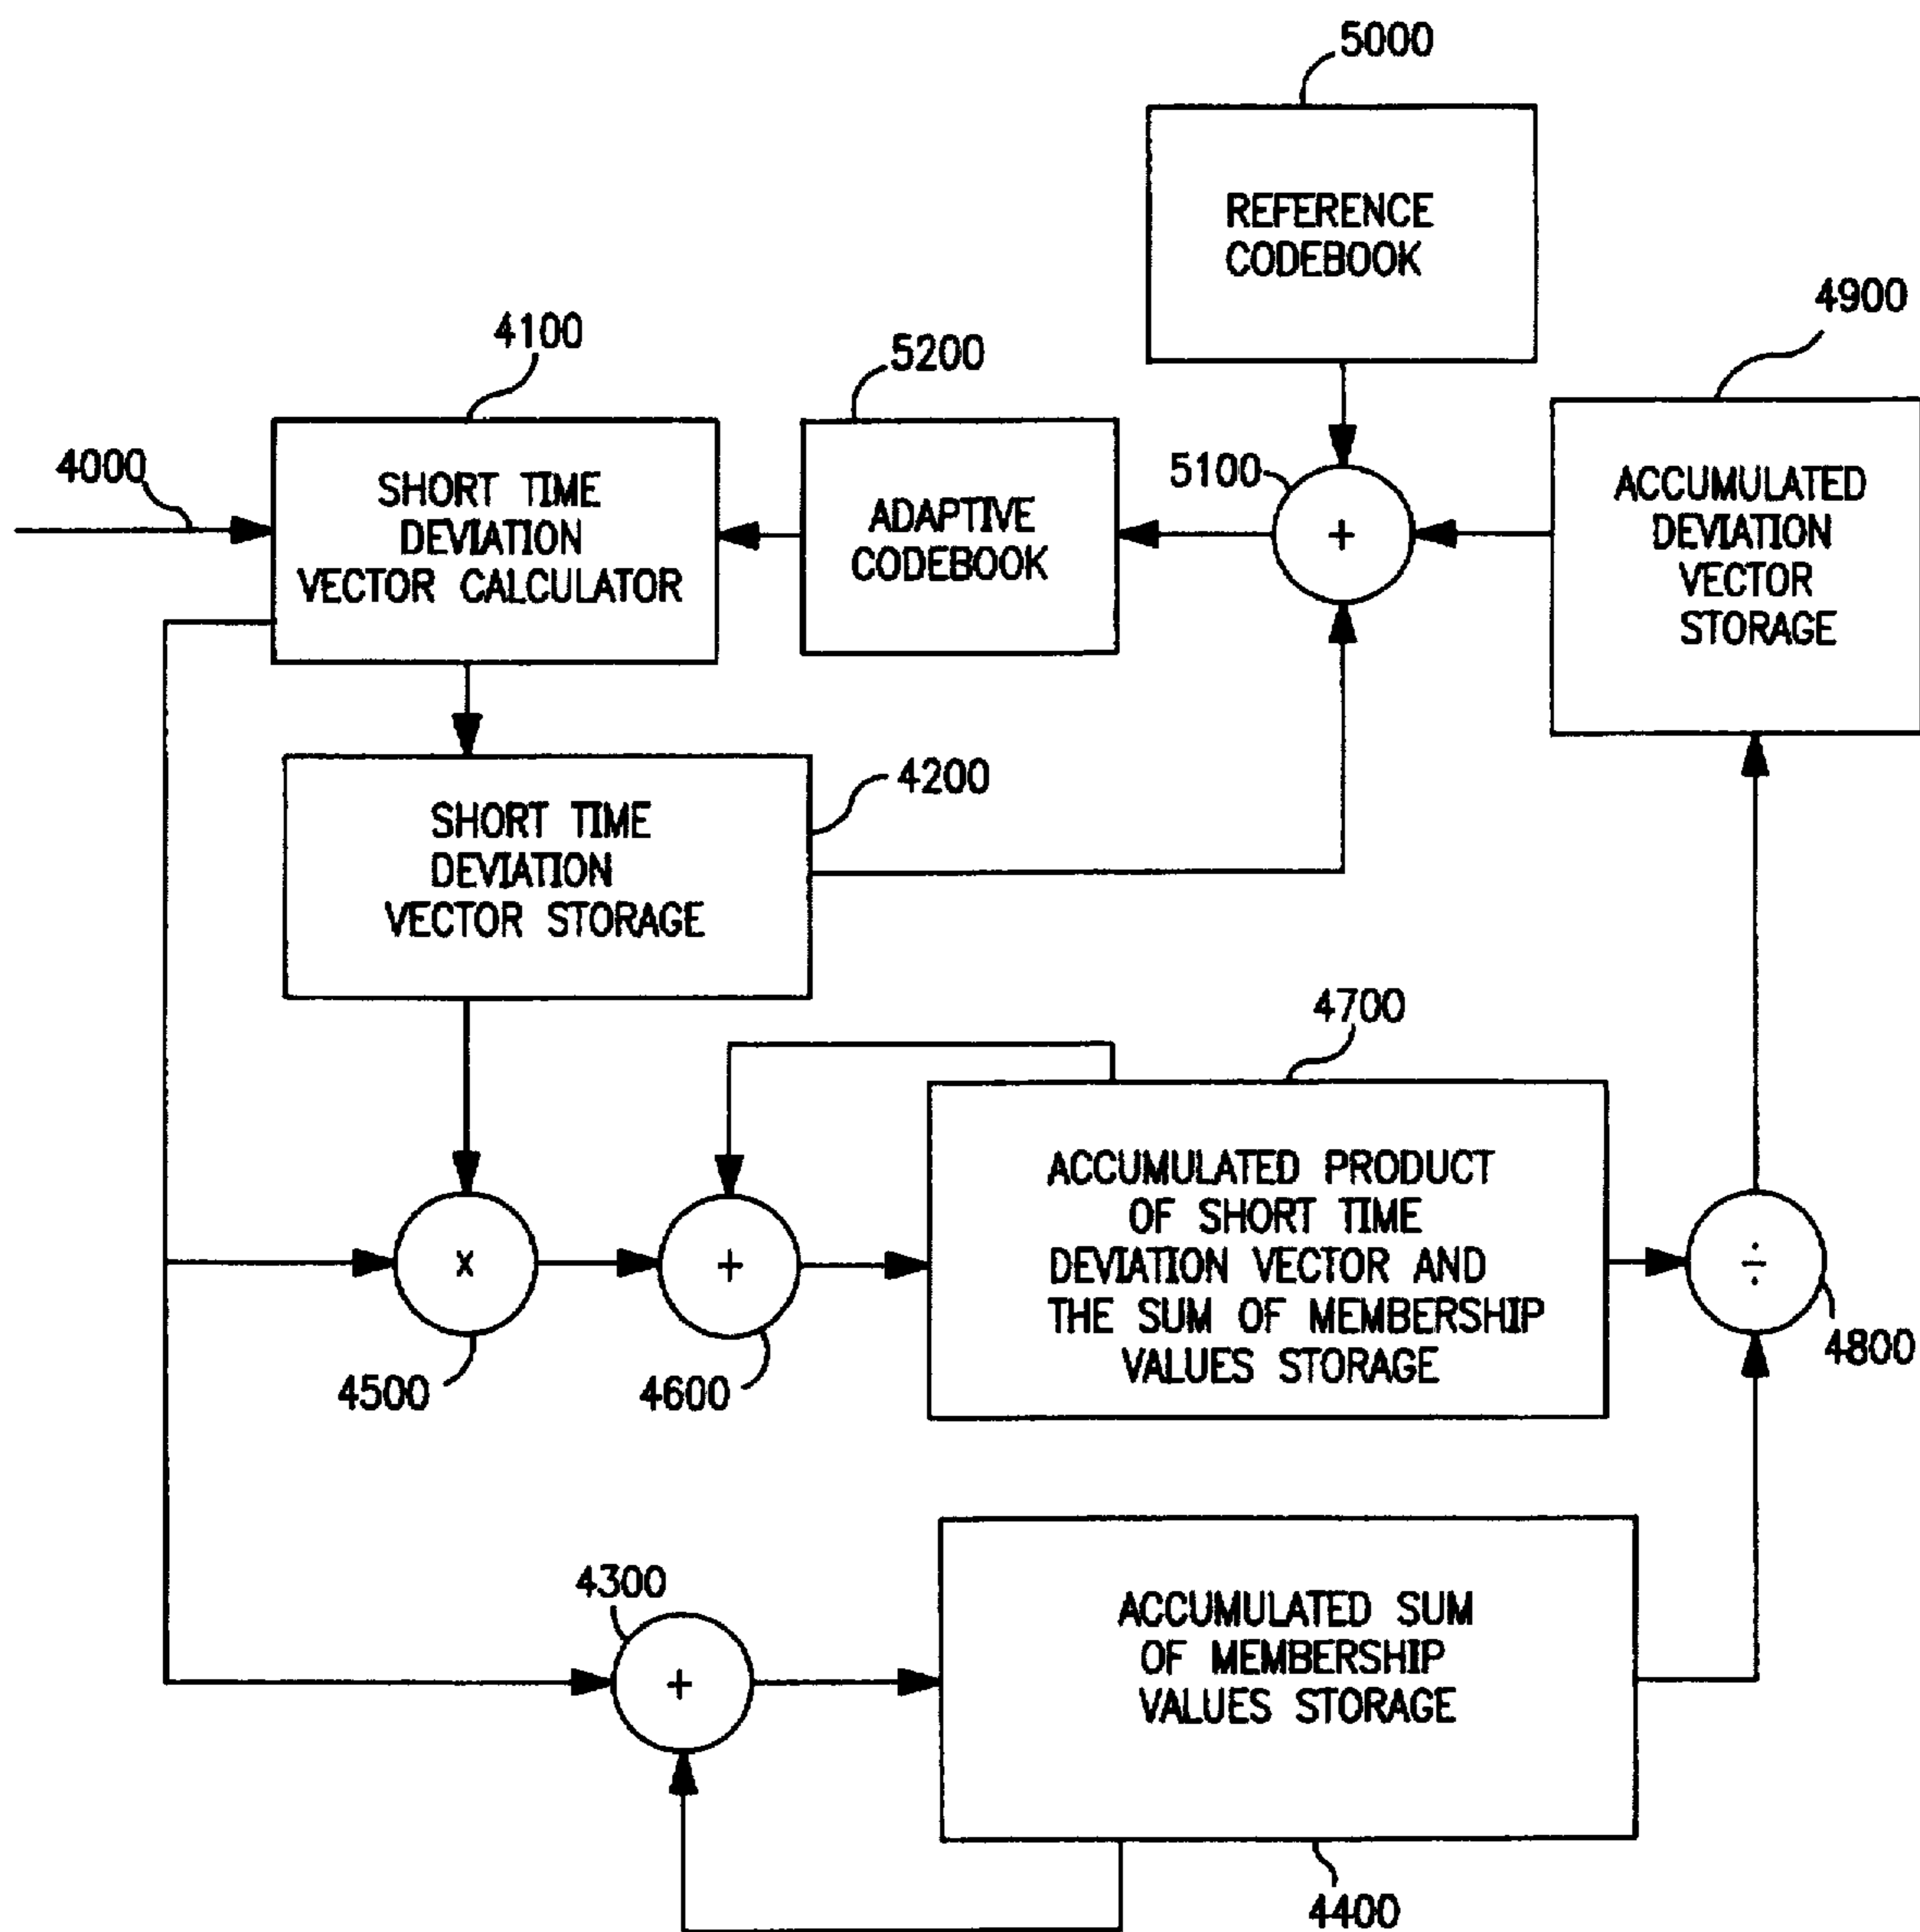 5000
REFERENCE
CODEBOOK
4900
4100
5200
4000
SHORT TIME
DEVIATION
VECTOR CALCULATOR
ADAPTIVE
CODEBOOK
5100
+
ACCUMULATED
DEVIATION
VECTOR
STORAGE
4200
SHORT TIME
DEVIATION
VECTOR STORAGE
4700
x
+
ACCUMULATED PRODUCT
OF SHORT TIME
DEVIATION VECTOR AND
THE SUM OF MEMBERSHIP
VALUES STORAGE
÷
4500
4600
4800
4300
+
ACCUMULATED SUM
OF MEMBERSHIP
VALUES STORAGE
4400